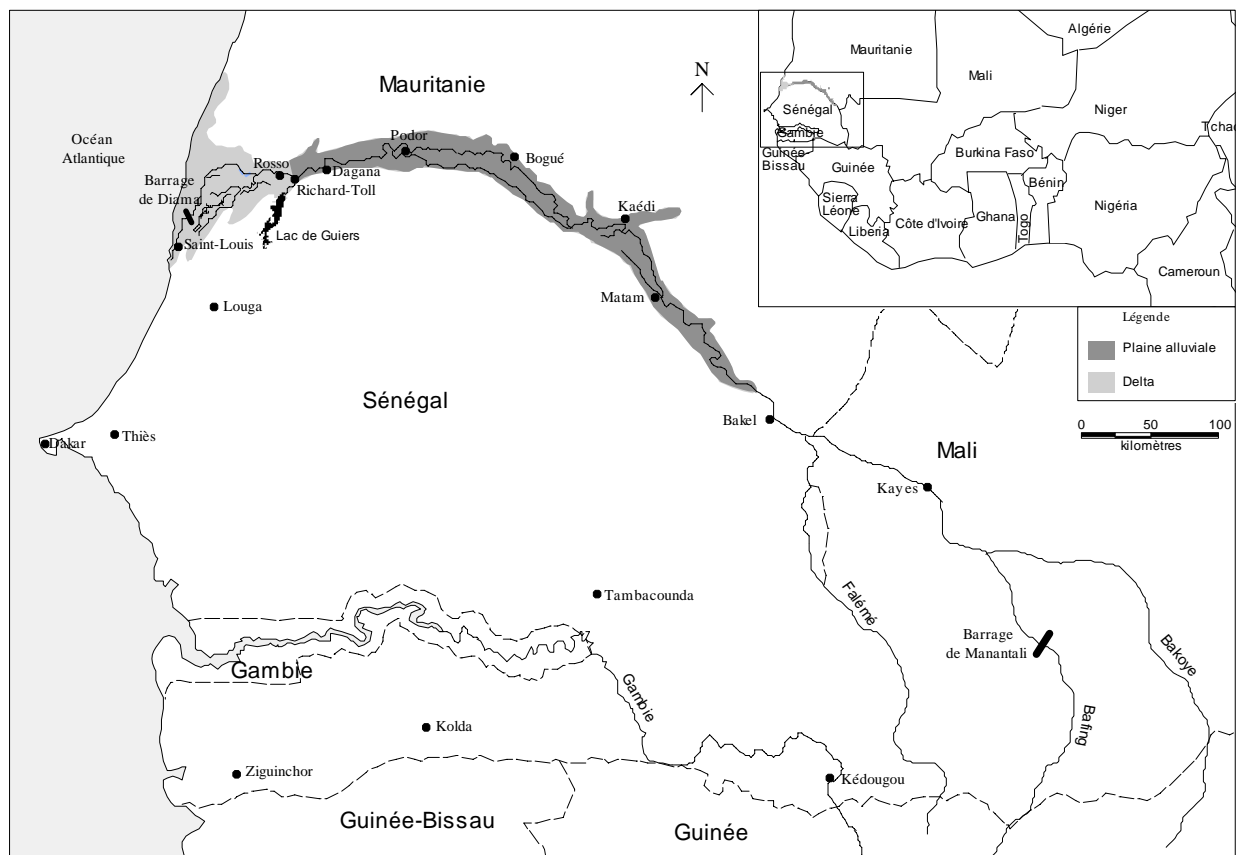 Mauritanie
N
Océan
Atlantique
Podor
Bogué
Rosso
Dagana
Richard-Toll
Barrage
de Diama
Kaédi
Lac de Guiers
Saint-Louis
Matam
Louga
Sénégal
Bakel
Dakar
Thiès
Mali
Kayes
Tambacounda
Falémé
Barrage
de Manantali
Bakoye
Bafing
Gambie
Gambie
Kolda
Ziguinchor
Kédougou
Guinée-Bissau
Guinée
Algérie
Mauritanie
Mali
Niger
Tchad
Sénégal
Gambie
Guinée-
Bissau
Guinée
Burkina Faso
Bénin
Sierra
Léone
Liberia
Côte d'Ivoire
Ghana
Togo
Nigéria
Cameroun
Légende
Plaine alluviale
Delta
0 50 100
kilomètres